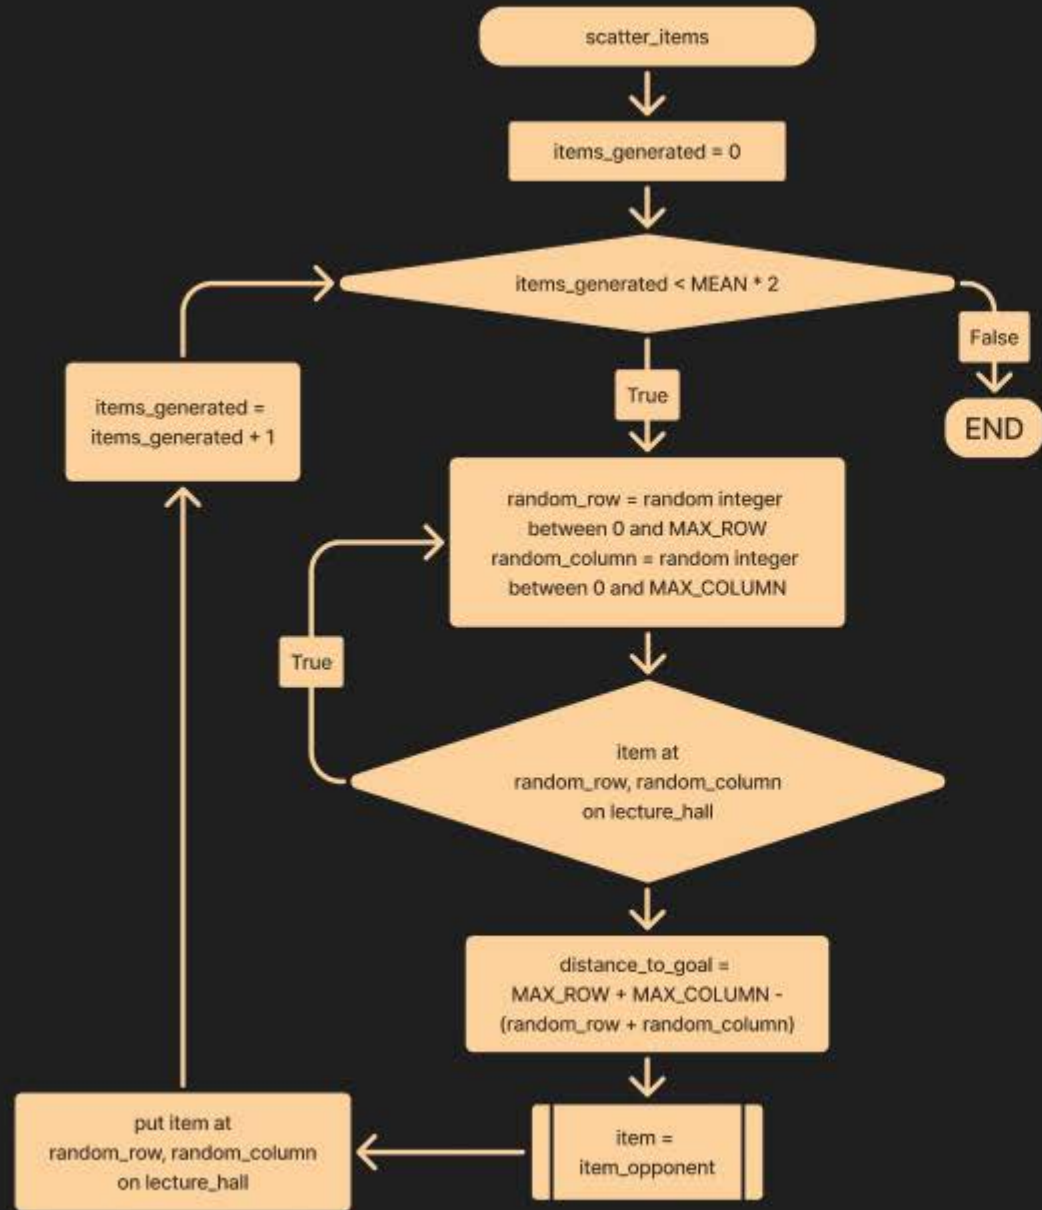 scatter_items
items_generated = 0
items_generated < MEAN * 2
False
END
True
items_generated =
items_generated + 1
random_row = random integer
between 0 and MAX_ROW
random_column = random integer
between 0 and MAX_COLUMN
True
item at
random_row, random_column
on lecture_hall
distance_to_goal =
MAX_ROW + MAX_COLUMN -
(random_row + random_column)
item =
item_opponent
put item at
random_row, random_column
on lecture_hall